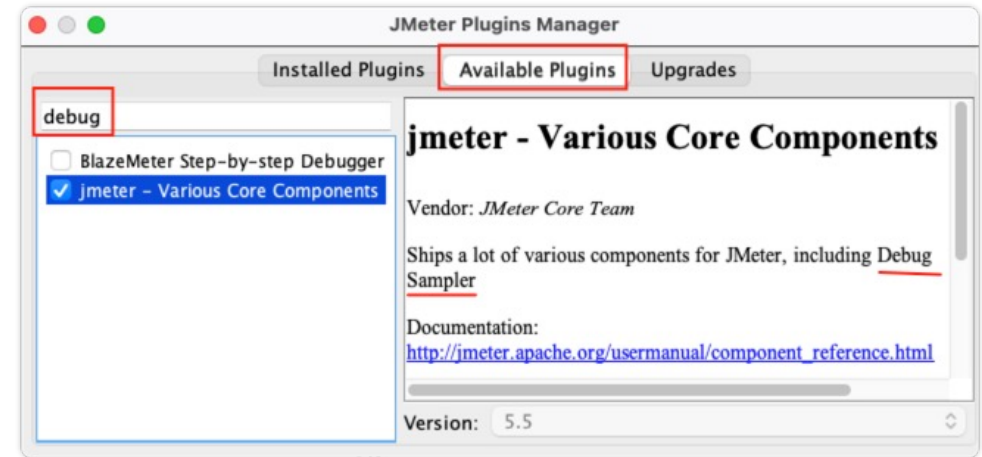 JMeter Plugins Manager
Installed Plugins Available Plugins Upgrades
debug
BlazeMeter Step-by-step Debugger
jmeter – Various Core Components
jmeter - Various Core Components
Vendor: JMeter Core Team
Ships a lot of various components for JMeter, including Debug
Sampler
Documentation:
http://jmeter.apache.org/usermanual/component_reference.html
Version: 5.5